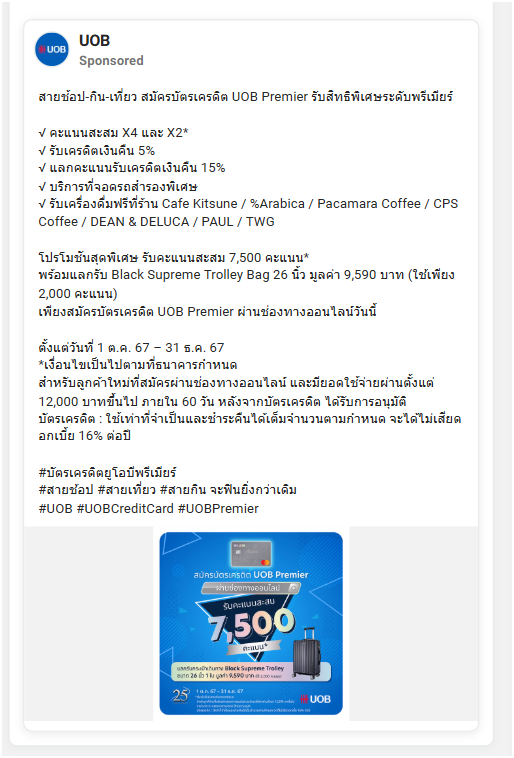 UOB
UOB
Sponsored
สายช้อป-กิน-เที่ยว สมัครบัตรเครดิต UOB Premier รับสิทธิพิเศษระดับพรีเมียร์
√ คะแนนสะสม X4 และ X2*
√ รับเครดิตเงินคืน 5%
√ แลกคะแนนรับเครดิตเงินคืน 15%
√ บริการที่จอดรถสำรองพิเศษ
√ รับเครื่องดื่มฟรีที่ร้าน Cafe Kitsune / %Arabica / Pacamara Coffee / CPS
Coffee / DEAN & DELUCA / PAUL / TWG
โปรโมชั่นสุดพิเศษ รับคะแนนสะสม 7,500 คะแนน*
พร้อมแลกรับ Black Supreme Trolley Bag 26 นิ้ว มูลค่า 9,590 บาท (ใช้เพียง
2,000 คะแนน)
เพียงสมัครบัตรเครดิต UOB Premier ผ่านช่องทางออนไลน์วันนี้
ตั้งแต่วันที่ 1 ต.ค. 67 – 31 ธ.ค. 67
*เงื่อนไขเป็นไปตามที่ธนาคารกำหนด
สำหรับลูกค้าใหม่ที่สมัครผ่านช่องทางออนไลน์ และมียอดใช้จ่ายผ่านตั้งแต่
12,000 บาทขึ้นไป ภายใน 60 วัน หลังจากบัตรเครดิต ได้รับการอนุมัติ
บัตรเครดิต : ใช้เท่าที่จำเป็นและชำระคืนได้เต็มจำนวนตามกำหนด จะได้ไม่เสียด
อกเบี้ย 16% ต่อปี
#บัตรเครดิตยูโอบีพรีเมียร์
#สายช้อป #สายเที่ยว #สายกิน จะฟินยิ่งกว่าเดิม
#UOB #UOBCreditCard #UOBPremier
สมัครบัตรเครดิต UOB Premier
ผ่านช่องทางออนไลน์
รับคะแนนสะสม
7,500
คะแนน*
แลกรับกระเป๋าเดินทาง Black Supreme Trolley
ขนาด 26 นิ้ว 1 ใบ มูลค่า 9,590 บาท
25
1 ต.ค. 67 – 31 ธ.ค. 67
UOB